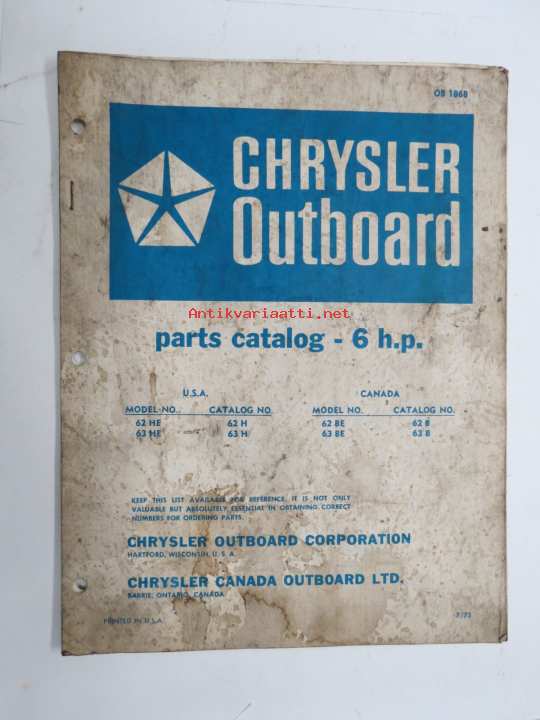 OB 1868
CHRYSLER
Outboard
Antikvariaatti.net
parts catalog - 6 h.p.
U.S.A. CANADA
MODEL NO. CATALOG NO. MODEL NO. CATALOG NO.
62 HE 62 H 62 BE 62 B
63 HE 63 H 63 BE 63 B
KEEP THIS LIST AVAILABLE FOR REFERENCE. IT IS NOT ONLY
VALUABLE BUT ABSOLUTELY ESSENTIAL IN OBTAINING CORRECT
NUMBERS FOR ORDERING PARTS.
CHRYSLER OUTBOARD CORPORATION
HARTFORD, WISCONSIN, U. S. A.
CHRYSLER CANADA OUTBOARD LTD.
BARRIE, ONTARIO, CANADA
PRINTED IN U.S.A.